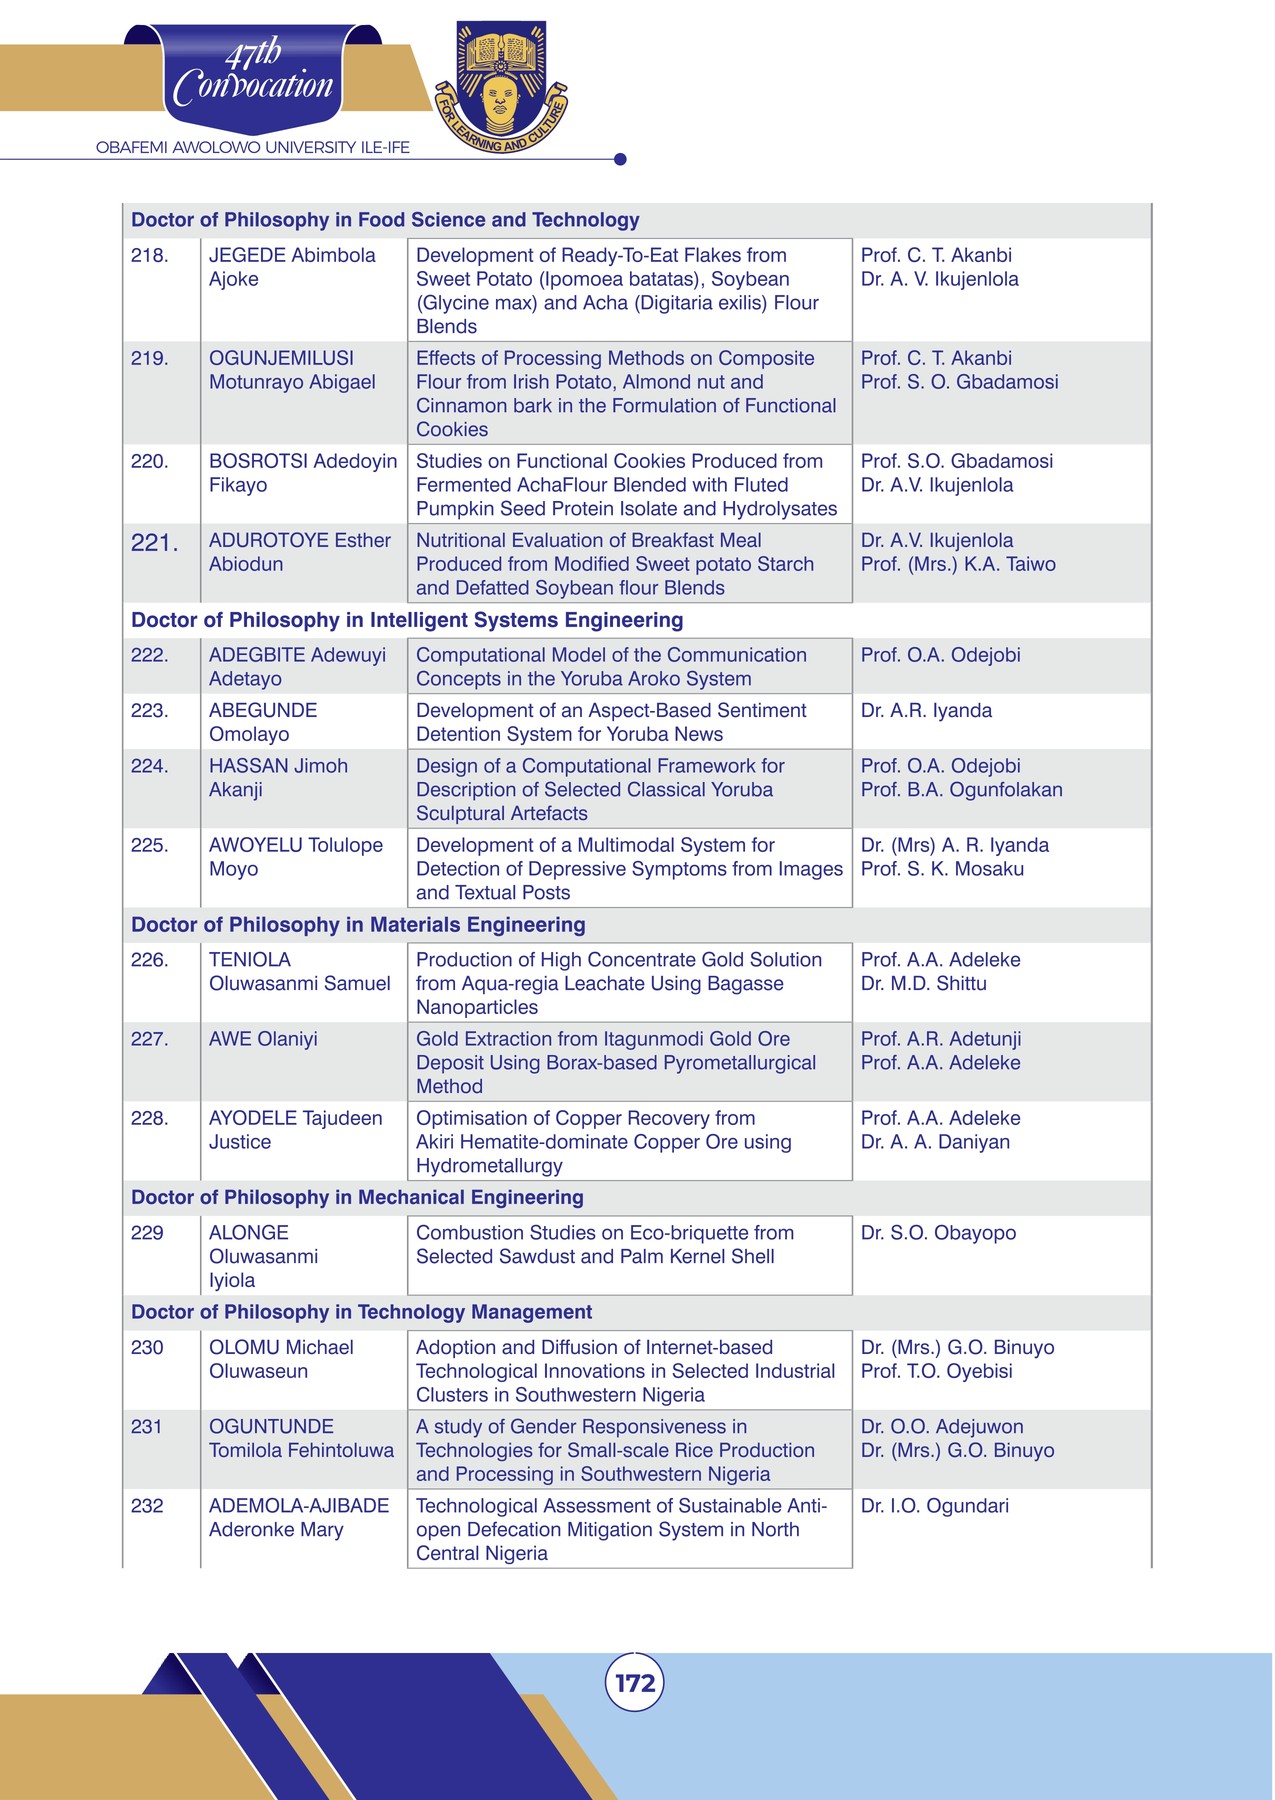 47th
Convocation
FOR LEARNING AND CULTURE
OBAFEMI AWOLOWO UNIVERSITY ILE-IFE
Doctor of Philosophy in Food Science and Technology
218. JEGEDE Abimbola Ajoke
Development of Ready-To-Eat Flakes from
Sweet Potato (Ipomoea batatas), Soybean
(Glycine max) and Acha (Digitaria exilis) Flour
Blends
Prof. C. T. Akanbi
Dr. A. V. Ikujenlola
219. OGUNJEMILUSI
Motunrayo Abigael
Effects of Processing Methods on Composite
Flour from Irish Potato, Almond nut and
Cinnamon bark in the Formulation of Functional
Cookies
Prof. C. T. Akanbi
Prof. S. O. Gbadamosi
220. BOSROTSI Adedoyin
Fikayo
Studies on Functional Cookies Produced from
Fermented AchaFlour Blended with Fluted
Pumpkin Seed Protein Isolate and Hydrolysates
Prof. S.O. Gbadamosi
Dr. A.V. Ikujenlola
221. ADUROTOYE Esther
Abiodun
Nutritional Evaluation of Breakfast Meal
Produced from Modified Sweet potato Starch
and Defatted Soybean flour Blends
Dr. A.V. Ikujenlola
Prof. (Mrs.) K.A. Taiwo
Doctor of Philosophy in Intelligent Systems Engineering
222. ADEGBITE Adewuyi
Adetayo
Computational Model of the Communication
Concepts in the Yoruba Aroko System
Prof. O.A. Odejobi
223. ABEGUNDE
Omolayo
Development of an Aspect-Based Sentiment
Detention System for Yoruba News
Dr. A.R. Iyanda
224. HASSAN Jimoh
Akanji
Design of a Computational Framework for
Description of Selected Classical Yoruba
Sculptural Artefacts
Prof. O.A. Odejobi
Prof. B.A. Ogunfolakan
225. AWOYELU Tolulope
Moyo
Development of a Multimodal System for
Detection of Depressive Symptoms from Images
and Textual Posts
Dr. (Mrs) A. R. Iyanda
Prof. S. K. Mosaku
Doctor of Philosophy in Materials Engineering
226. TENIOLA
Oluwasanmi Samuel
Production of High Concentrate Gold Solution
from Aqua-regia Leachate Using Bagasse
Nanoparticles
Prof. A.A. Adeleke
Dr. M.D. Shittu
227. AWE Olaniyi
Gold Extraction from Itagunmodi Gold Ore
Deposit Using Borax-based Pyrometallurgical
Method
Prof. A.R. Adetunji
Prof. A.A. Adeleke
228. AYODELE Tajudeen
Justice
Optimisation of Copper Recovery from
Akiri Hematite-dominate Copper Ore using
Hydrometallurgy
Prof. A.A. Adeleke
Dr. A. A. Daniyan
Doctor of Philosophy in Mechanical Engineering
229 ALONGE
Oluwasanmi
Iyiola
Combustion Studies on Eco-briquette from
Selected Sawdust and Palm Kernel Shell
Dr. S.O. Obayopo
Doctor of Philosophy in Technology Management
230 OLOMU Michael
Oluwaseun
Adoption and Diffusion of Internet-based
Technological Innovations in Selected Industrial
Clusters in Southwestern Nigeria
Dr. (Mrs.) G.O. Binuyo
Prof. T.O. Oyebisi
231 OGUNTUNDE
Tomilola Fehintoluwa
A study of Gender Responsiveness in
Technologies for Small-scale Rice Production
and Processing in Southwestern Nigeria
Dr. O.O. Adejuwon
Dr. (Mrs.) G.O. Binuyo
232 ADEMOLA-AJIBADE
Aderonke Mary
Technological Assessment of Sustainable Anti-
open Defecation Mitigation System in North
Central Nigeria
Dr. I.O. Ogundari
172